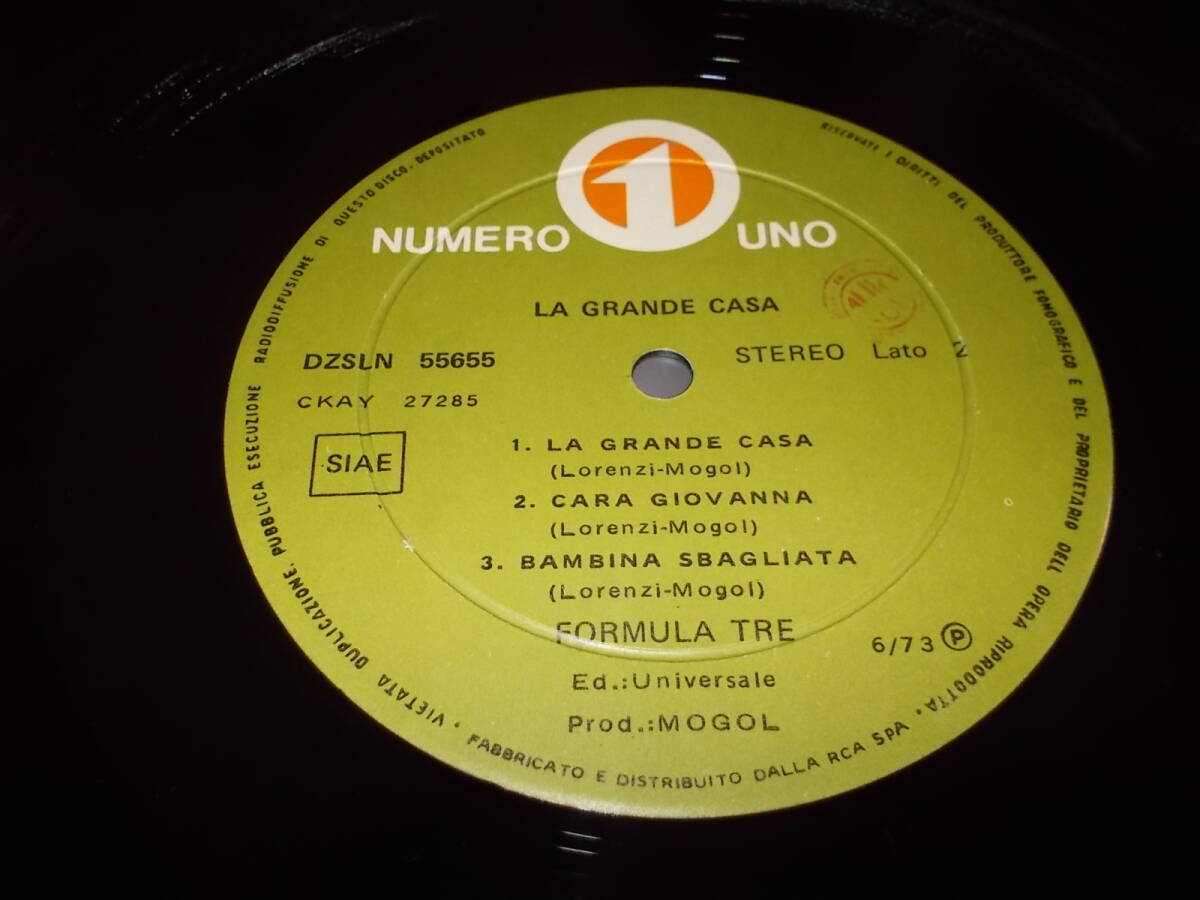 NUMERO 1 UNO
LA GRANDE CASA
DZSLN 55655
CKAY 27285
SIAE
STEREO Lato 2
1. LA GRANDE CASA
(Lorenzi-Mogol)
2. CARA GIOVANNA
(Lorenzi-Mogol)
3. BAMBINA SBAGLIATA
(Lorenzi-Mogol)
FORMULA TRE
6/73 Ⓟ
Ed.:Universale
Prod.:MOGOL
RISERVATI I DIRITTI DEL PRODUTTORE FONOGRAFICO E DEL PROPRIETARIO DELL OPERA RIPRODOTTA. FABBRICATO E DISTRIBUITO DALLA RCA SPA • VIETATA DUPLICAZIONE, PUBBLICA ESECUZIONE RADIODIFFUSIONE DI QUESTO DISCO. DEPOSITATO